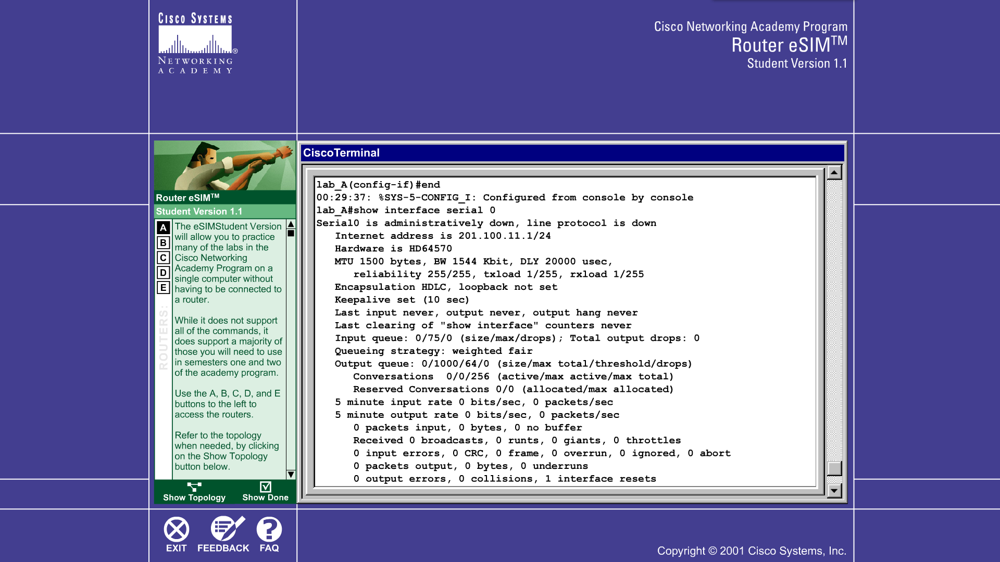 CISCO SYSTEMS
®
NETWORKING
ACADEMY
Cisco Networking Academy Program
Router eSIM™
Student Version 1.1
Router eSIM™
Student Version 1.1
A
B
C
D
E
ROUTERS:
The eSIMStudent Version
will allow you to practice
many of the labs in the
Cisco Networking
Academy Program on a
single computer without
having to be connected to
a router.
While it does not support
all of the commands, it
does support a majority of
those you will need to use
in semesters one and two
of the academy program.
Use the A, B, C, D, and E
buttons to the left to
access the routers.
Refer to the topology
when needed, by clicking
on the Show Topology
button below.
Show Topology
Show Done
CiscoTerminal
lab_A(config-if)#end
00:29:37: %SYS-5-CONFIG_I: Configured from console by console
lab_A#show interface serial 0
Serial0 is administratively down, line protocol is down
Internet address is 201.100.11.1/24
Hardware is HD64570
MTU 1500 bytes, BW 1544 Kbit, DLY 20000 usec,
reliability 255/255, txload 1/255, rxload 1/255
Encapsulation HDLC, loopback not set
Keepalive set (10 sec)
Last input never, output never, output hang never
Last clearing of "show interface" counters never
Input queue: 0/75/0 (size/max/drops); Total output drops: 0
Queueing strategy: weighted fair
Output queue: 0/1000/64/0 (size/max total/threshold/drops)
Conversations  0/0/256 (active/max active/max total)
Reserved Conversations 0/0 (allocated/max allocated)
5 minute input rate 0 bits/sec, 0 packets/sec
5 minute output rate 0 bits/sec, 0 packets/sec
0 packets input, 0 bytes, 0 no buffer
Received 0 broadcasts, 0 runts, 0 giants, 0 throttles
0 input errors, 0 CRC, 0 frame, 0 overrun, 0 ignored, 0 abort
0 packets output, 0 bytes, 0 underruns
0 output errors, 0 collisions, 1 interface resets
EXIT
FEEDBACK
FAQ
Copyright © 2001 Cisco Systems, Inc.